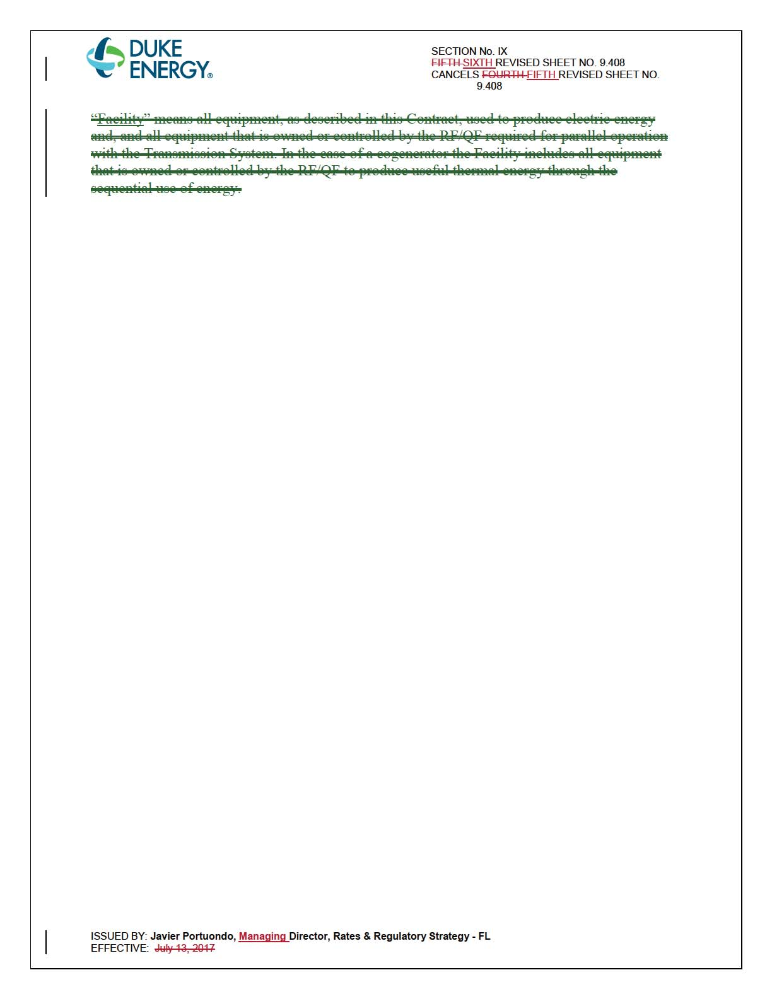 DUKE
ENERGY®
SECTION No. IX
FIFTH SIXTH REVISED SHEET NO. 9.408
CANCELS FOURTH FIFTH REVISED SHEET NO.
9.408
“Facility” means all equipment, as described in this Contract, used to produce electric energy
and, and all equipment that is owned or controlled by the RF/QF required for parallel operation
with the Transmission System. In the case of a cogenerator the Facility includes all equipment
that is owned or controlled by the RF/QF to produce useful thermal energy through the
sequential use of energy.
ISSUED BY: Javier Portuondo, Managing Director, Rates & Regulatory Strategy - FL
EFFECTIVE: July 13, 2017